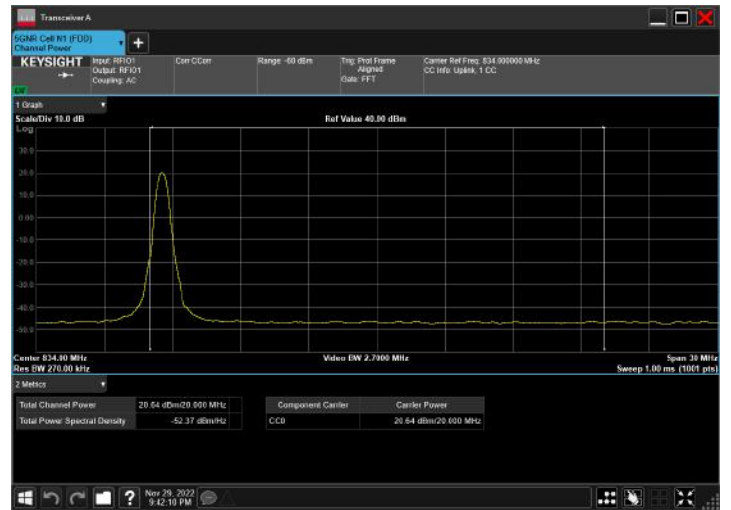 Transceiver A
5GNR Cell N1 (FDD)
Channel Power
KEYSIGHT
Input: RFIO1
Output: RFIO1
Coupling: AC
Corr CCorr
Range -60 dBm
Trig: Prot Frame
Aligned
Gate: FFT
Carrier Ref Freq: 834.000000 MHz
CC Info: Uplink, 1 CC
1 Graph
Scale/Div 10.0 dB
Ref Value 40.00 dBm
Log
30.0
20.0
10.0
0.00
-10.0
-20.0
-30.0
-40.0
-50.0
Center 834.00 MHz
Video BW 2.7000 MHz
Span 30 MHz
Res BW 270.00 kHz
Sweep 1.00 ms (1001 pts)
2 Metrics
Total Channel Power 20.64 dBm/20.000 MHz
Total Power Spectral Density -52.37 dBm/Hz
Component Carrier Carrier Power
CC0 20.64 dBm/20.000 MHz
?
Nov 29, 2022
9:42:10 PM